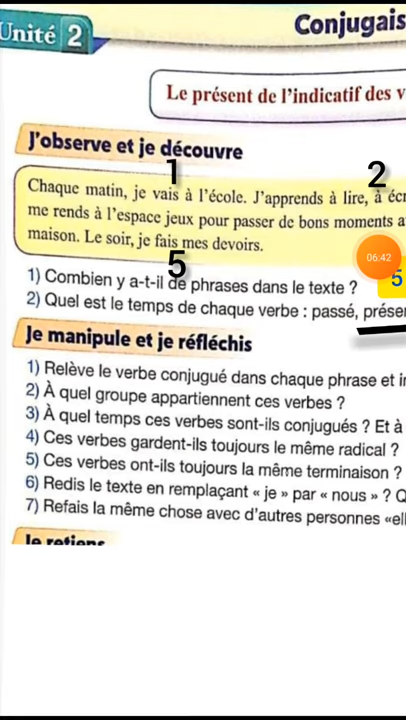 Unité 2
Conjugais
Le présent de l'indicatif des v
J'observe et je découvre
1
2
Chaque matin, je vais à l'école. J'apprends à lire, à écr
me rends à l'espace jeux pour passer de bons moments a
maison. Le soir, je fais mes devoirs.
5
06:42
1) Combien y a-t-il de phrases dans le texte ?
5
2) Quel est le temps de chaque verbe : passé, présen
Je manipule et je réfléchis
1) Relève le verbe conjugué dans chaque phrase et in
2) À quel groupe appartiennent ces verbes ?
3) À quel temps ces verbes sont-ils conjugués ? Et à
4) Ces verbes gardent-ils toujours le même radical ?
5) Ces verbes ont-ils toujours la même terminaison ?
6) Redis le texte en remplaçant « je » par « nous » ? Q
7) Refais la même chose avec d'autres personnes «ell
Je retiens